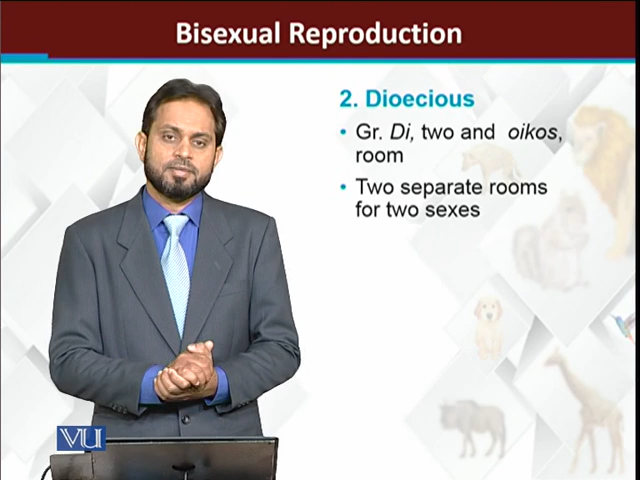 Bisexual Reproduction
2. Dioecious
• Gr. Di, two and oikos,
room
• Two separate rooms
for two sexes
VU